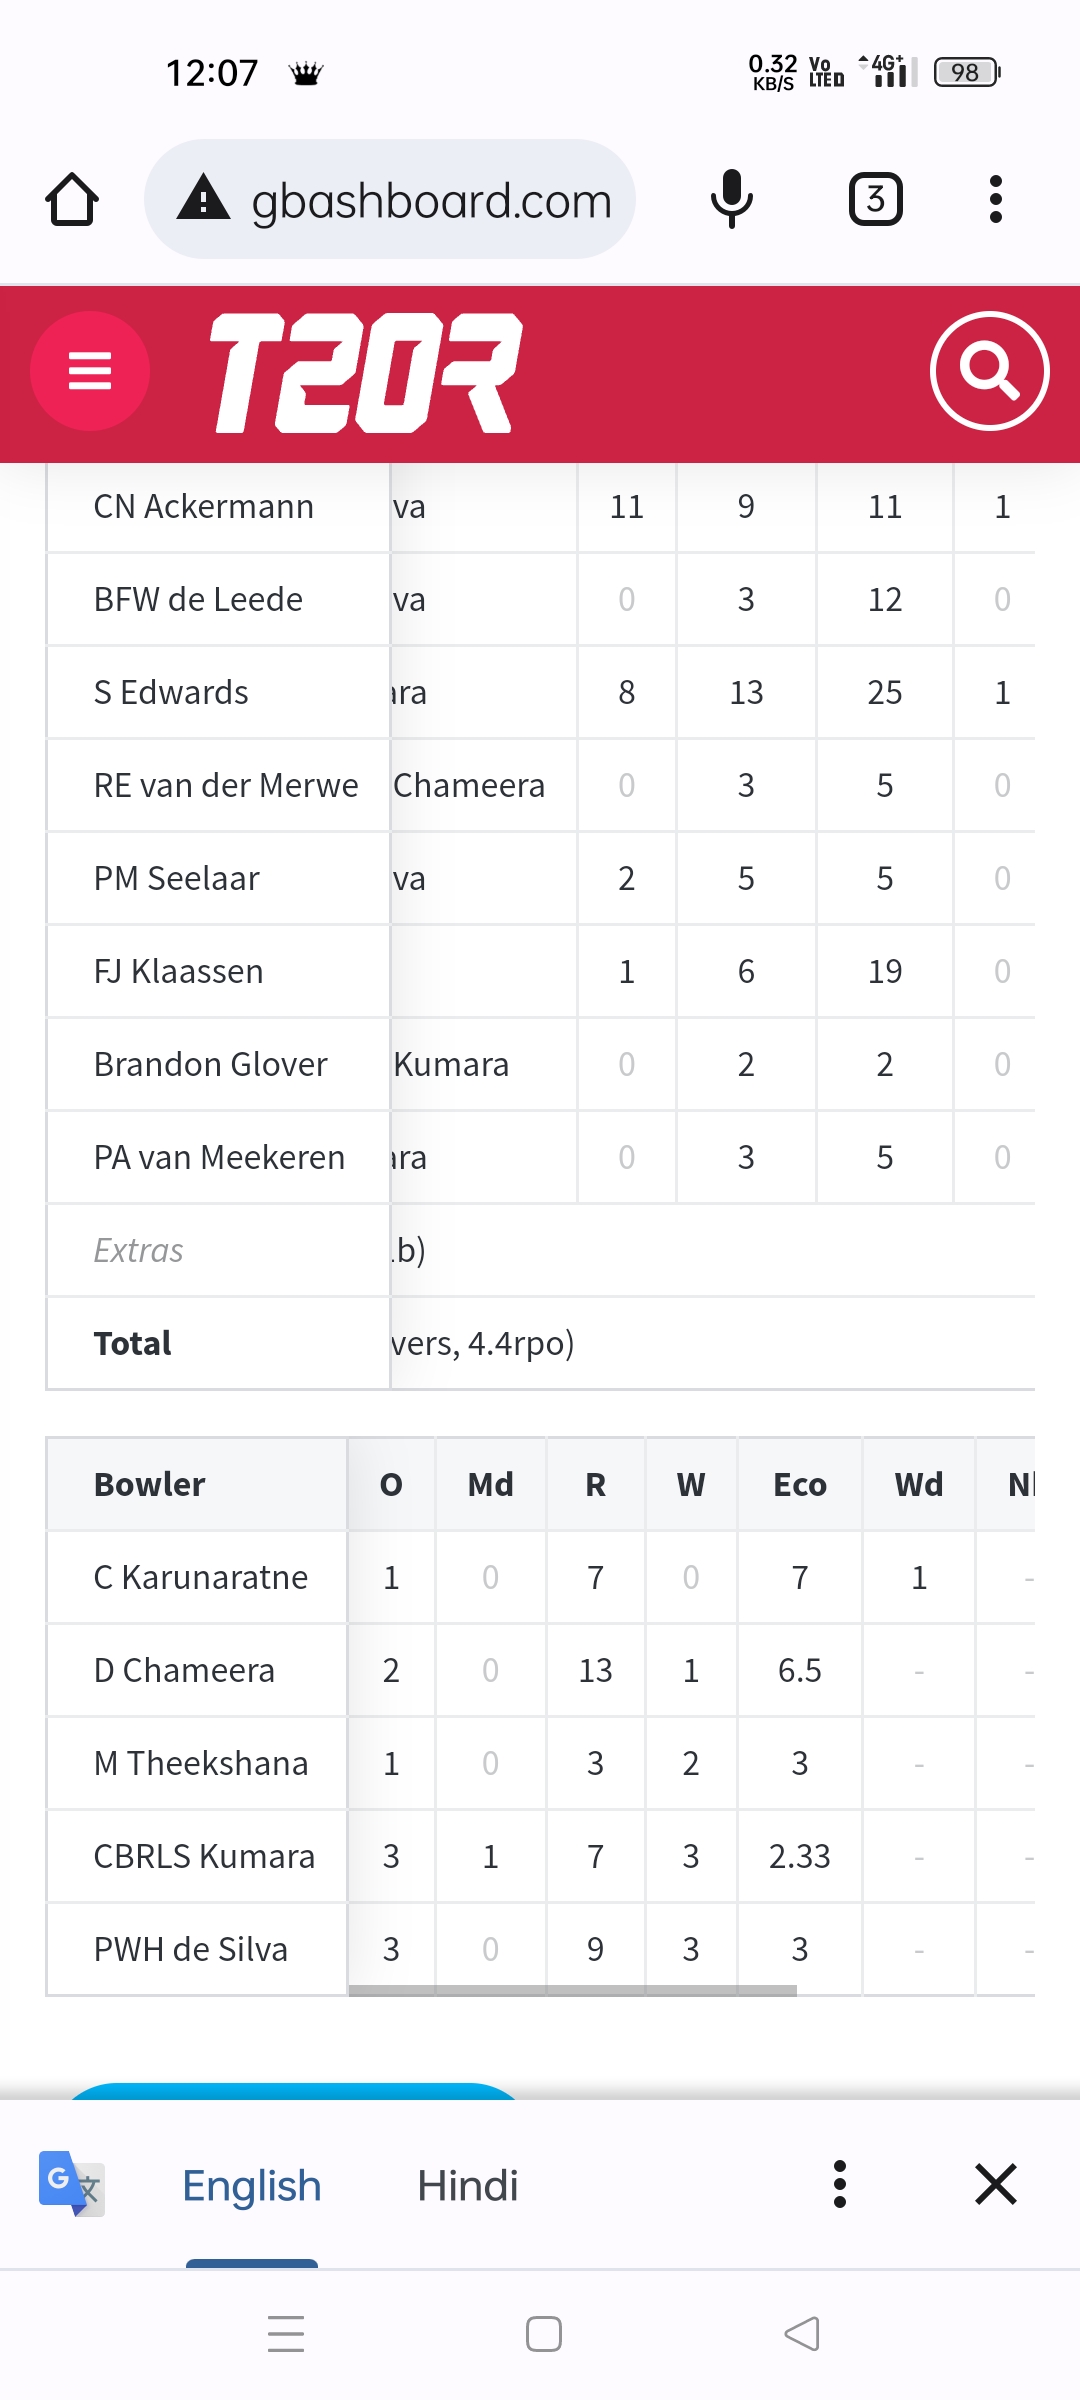 12:07 0.32 KB/S Vo LTE D 4G+ 98
gbashboard.com 3
T20R
CN Ackermann va 11 9 11 1
BFW de Leede va 0 3 12 0
S Edwards ara 8 13 25 1
RE van der Merwe Chameera 0 3 5 0
PM Seelaar va 2 5 5 0
FJ Klaassen 1 6 19 0
Brandon Glover Kumara 0 2 2 0
PA van Meekeren ara 0 3 5 0
Extras b)
Total vers, 4.4rpo)
Bowler O Md R W Eco Wd
C Karunaratne 1 0 7 0 7 1 -
D Chameera 2 0 13 1 6.5 - -
M Theekshana 1 0 3 2 3 - -
CBRLS Kumara 3 1 7 3 2.33 - -
PWH de Silva 3 0 9 3 3 - -
G 文 English Hindi